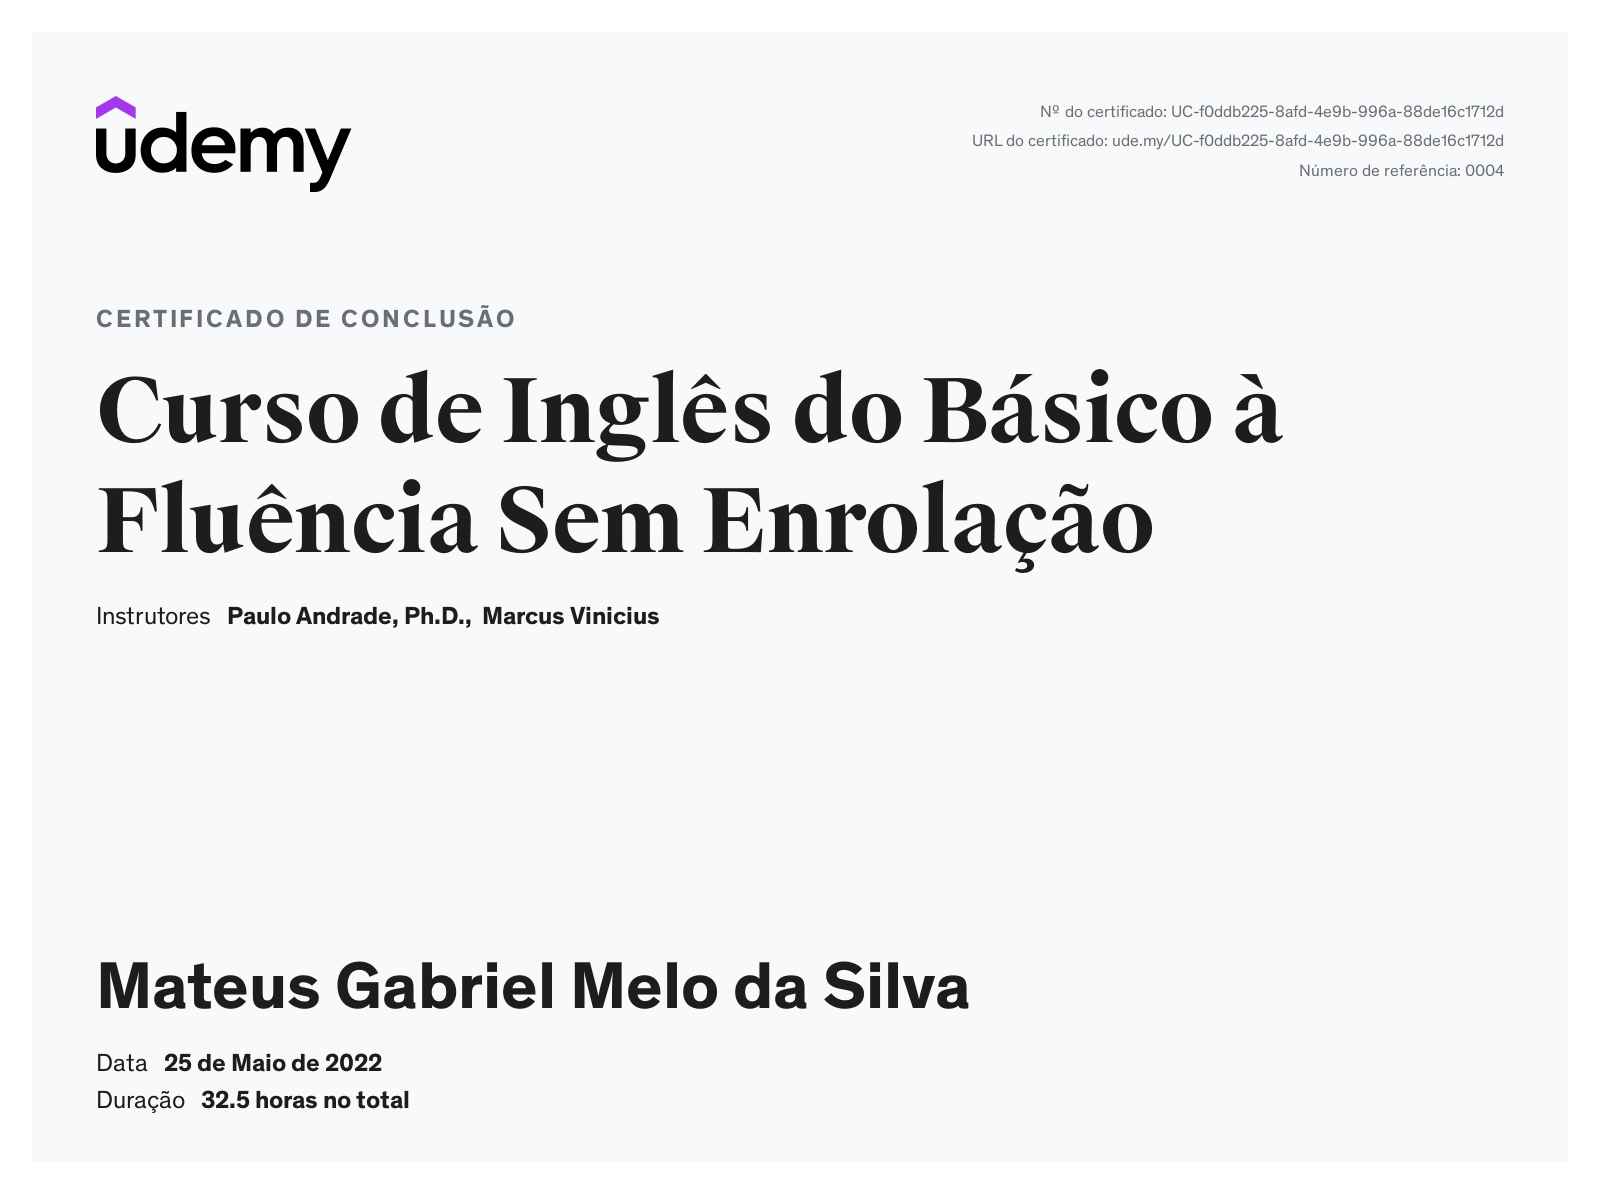 udemy
Nº do certificado: UC-f0ddb225-8afd-4e9b-996a-88de16c1712d
URL do certificado: ude.my/UC-f0ddb225-8afd-4e9b-996a-88de16c1712d
Número de referência: 0004
CERTIFICADO DE CONCLUSÃO
Curso de Inglês do Básico à
Fluência Sem Enrolação
Instrutores Paulo Andrade, Ph.D., Marcus Vinicius
Mateus Gabriel Melo da Silva
Data 25 de Maio de 2022
Duração 32.5 horas no total